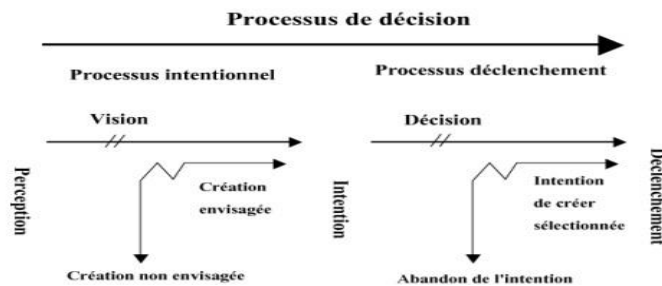 Processus de décision
Processus intentionnel
Processus déclenchement
Vision
Décision
Perception
Création
envisagée
Intention
Intention
de créer
sélectionnée
Déclenchement
Création non envisagée
Abandon de l'intention